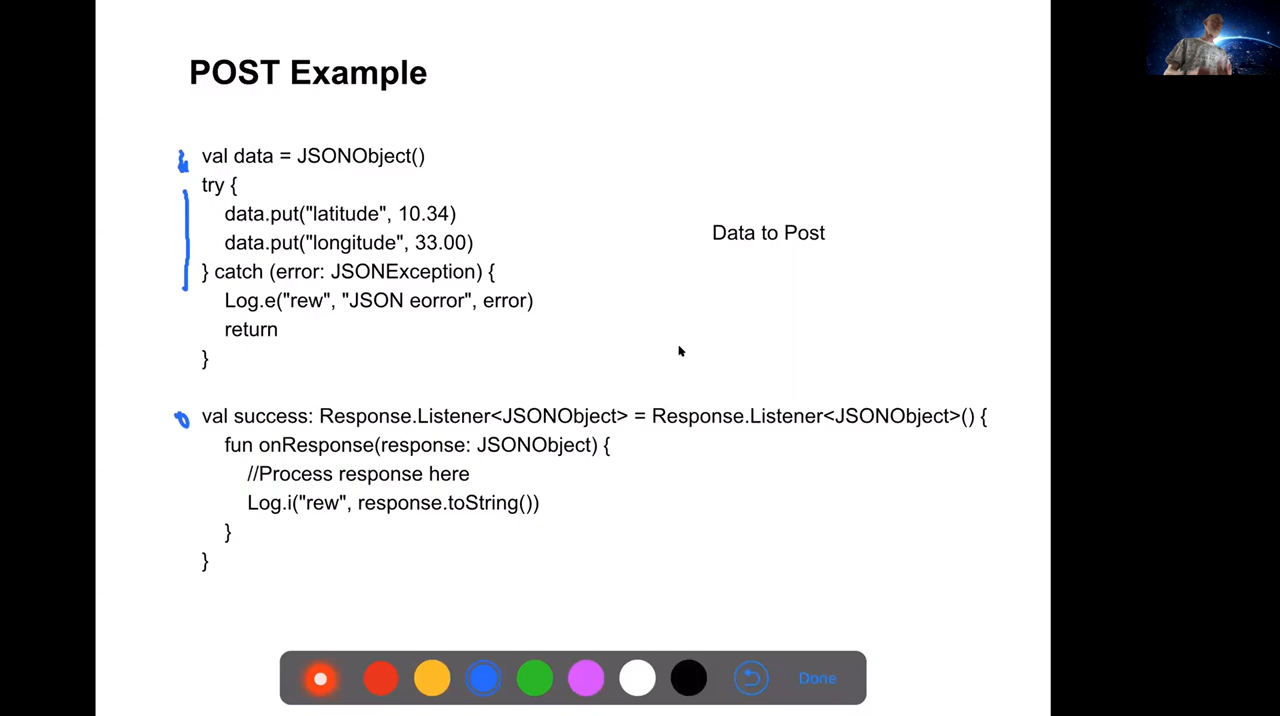 POST Example
val data = JSONObject()
try {
data.put("latitude", 10.34)
data.put("longitude", 33.00)
Data to Post
} catch (error: JSONException) {
Log.e("rew", "JSON eorror", error)
return
}
val success: Response.Listener<JSONObject> = Response.Listener<JSONObject>() {
fun onResponse(response: JSONObject) {
//Process response here
Log.i("rew", response.toString())
}
}
Done